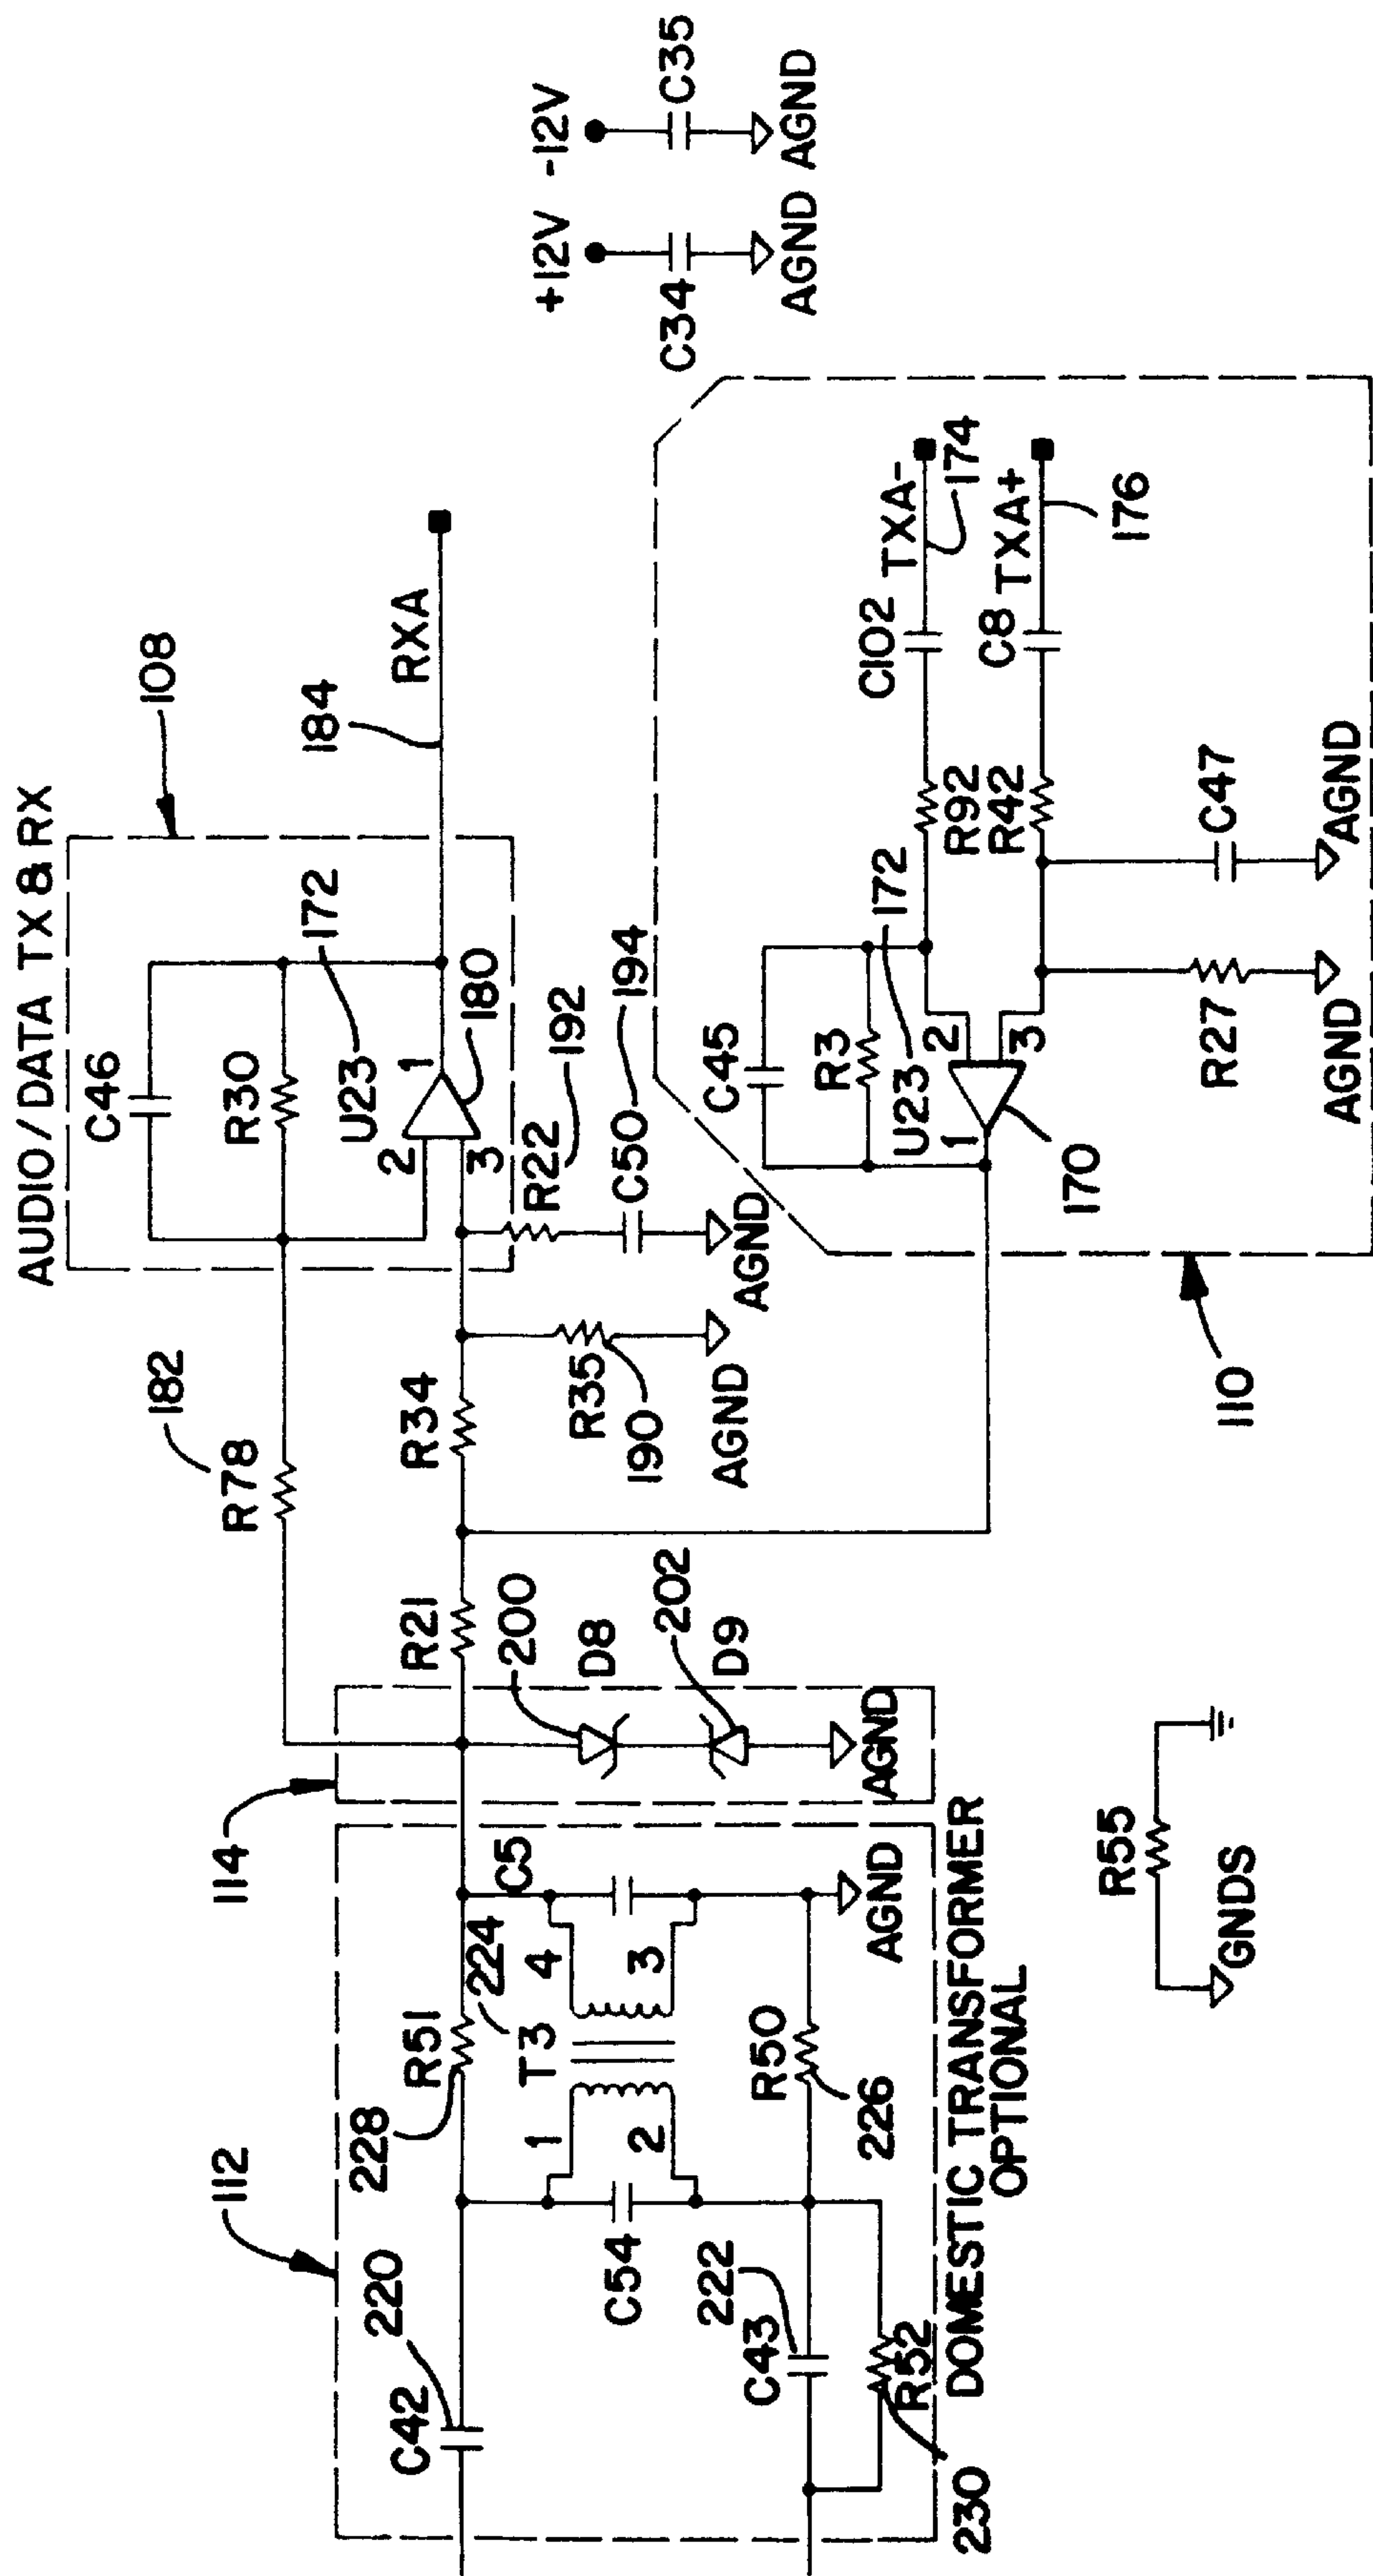 AUDIO/DATA TX & RX
108
C46
R30
172
U23
1
2
3
180
184
RXA
182
R78
R34
R35
190
AGND
R22
192
C50
194
AGND
+12V
-12V
C34
C35
AGND
AGND
114
R21
200
D8
202
D9
AGND
C45
R3
172
U23
2
3
1
170
R92
R42
C102
C8
TXA-
174
TXA+
176
R27
AGND
C47
AGND
110
112
220
C42
228
R51
224
T3
1
2
4
3
C5
C54
222
C43
R50
226
R52
230
AGND
DOMESTIC TRANSFORMER
OPTIONAL
R55
GNDS